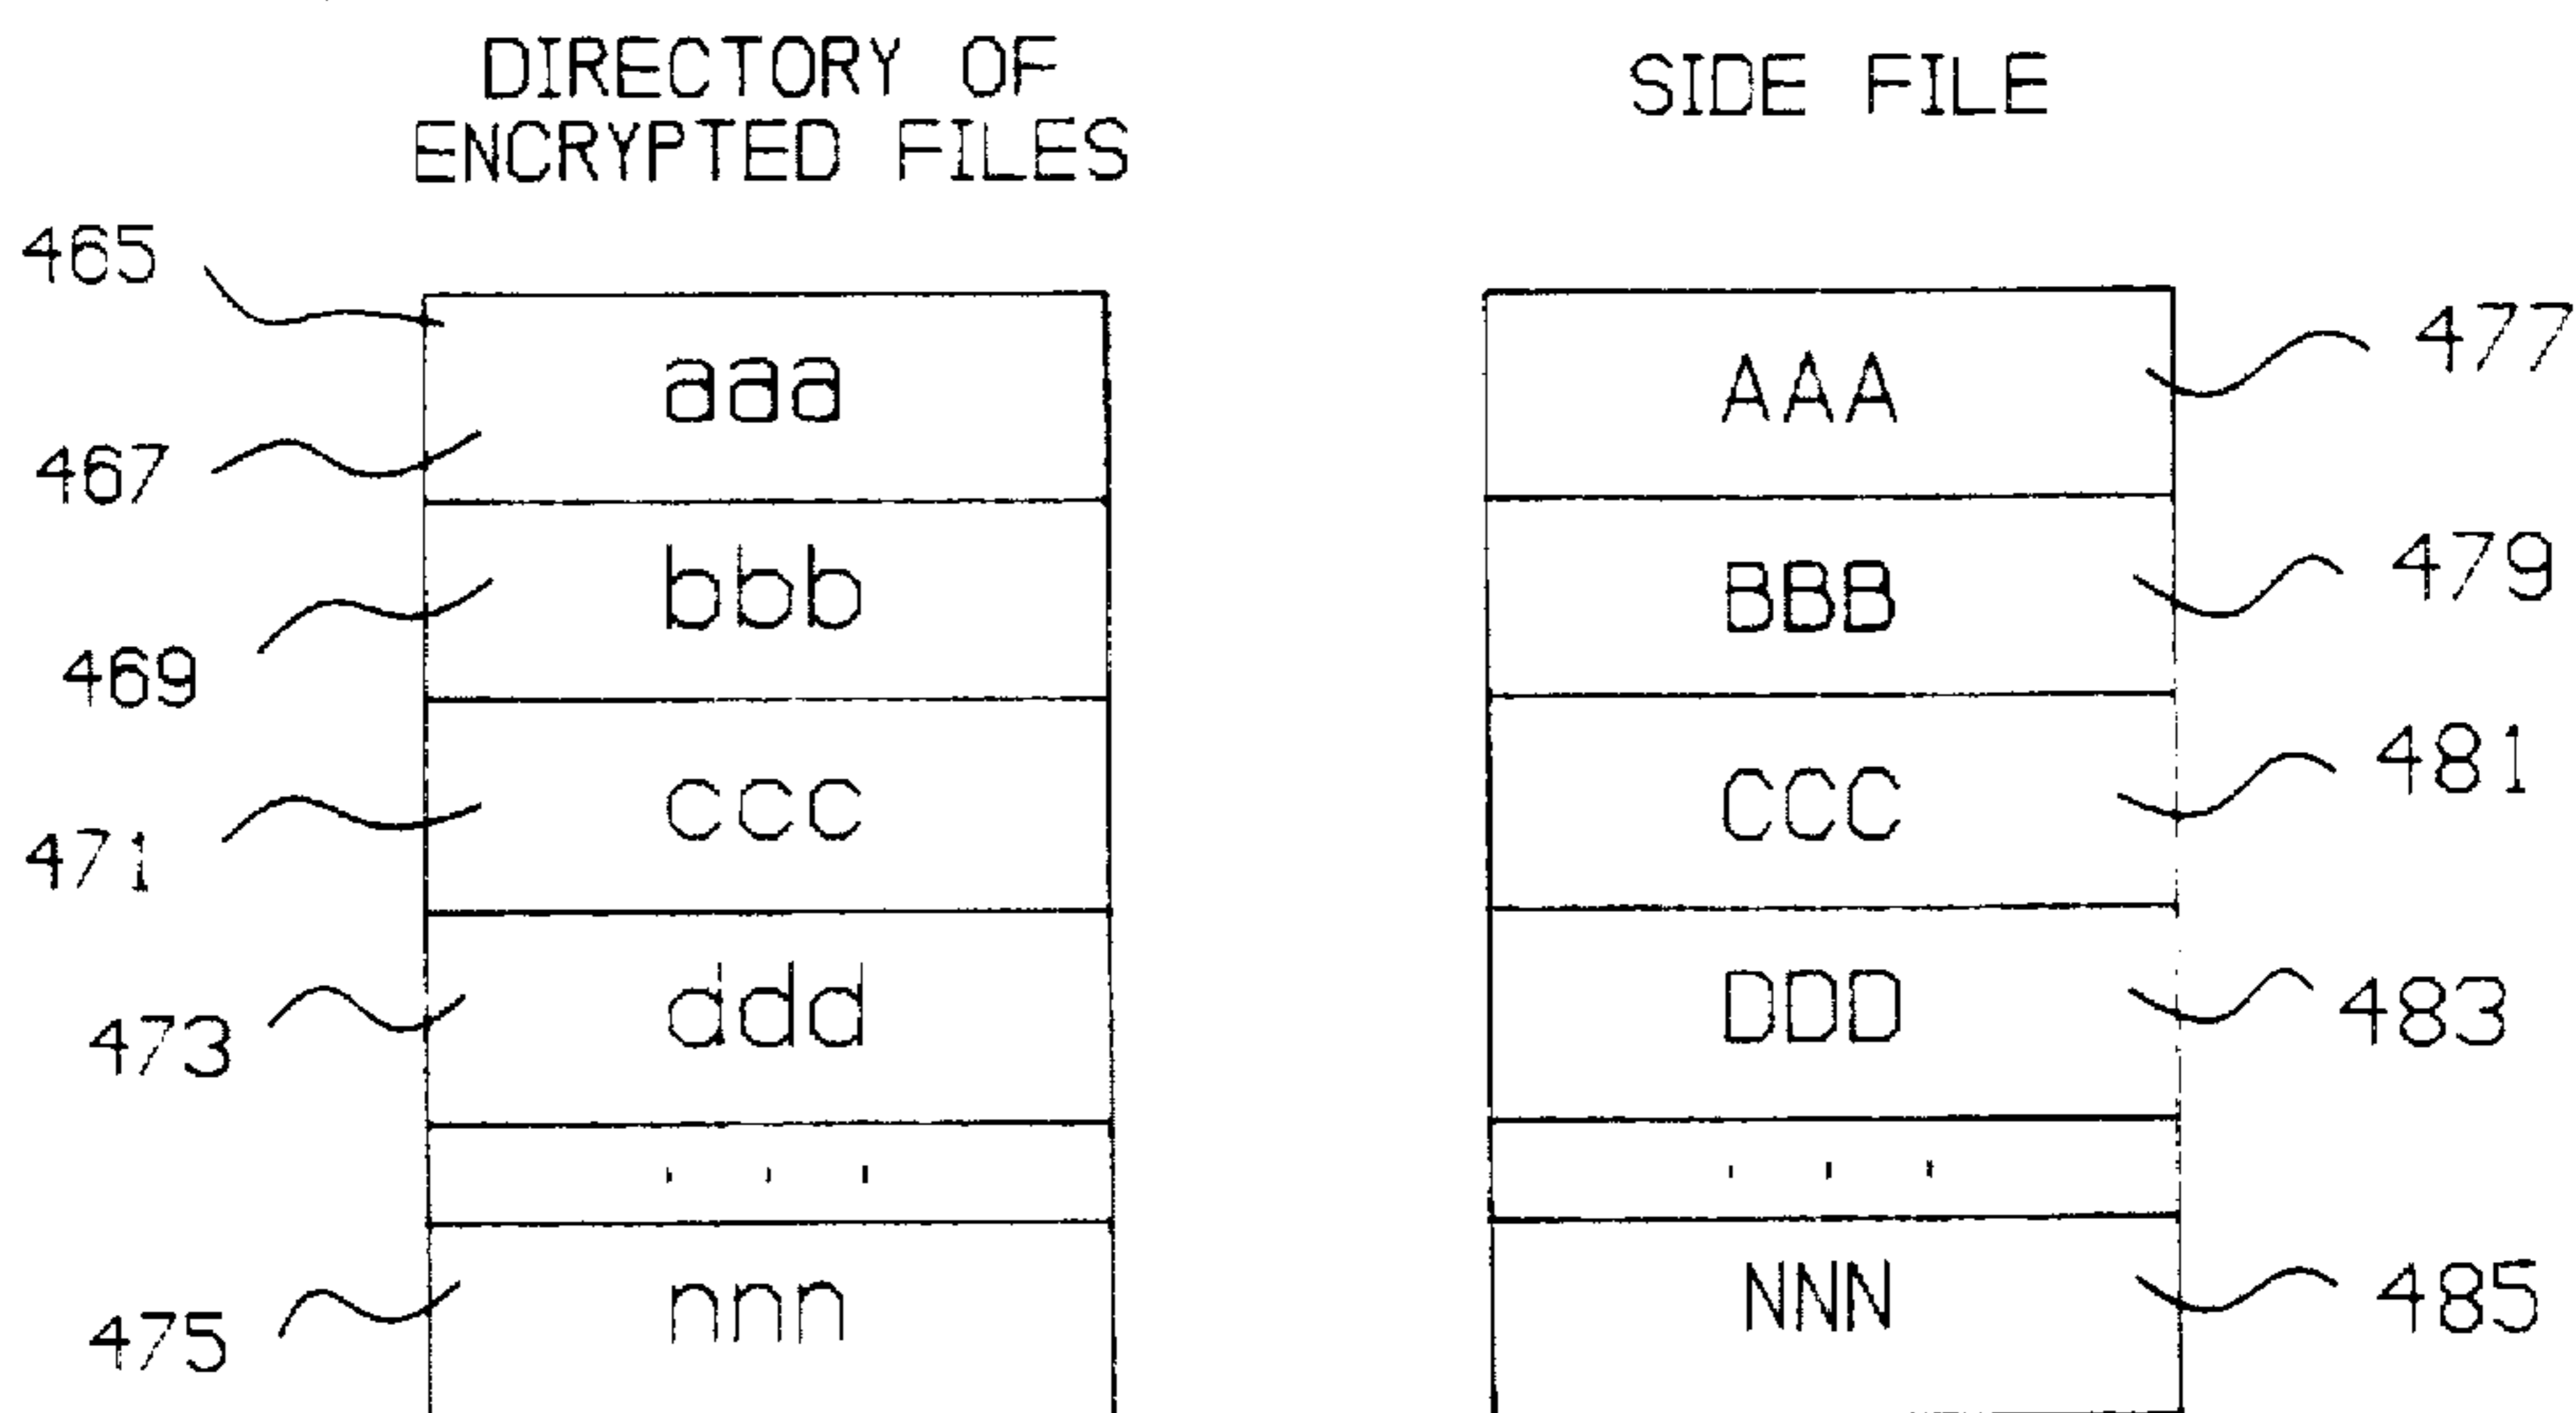 DIRECTORY OF
ENCRYPTED FILES
465
aaa
467
bbb
469
ccc
471
ddd
473
. . .
nnn
475
SIDE FILE
AAA
477
BBB
479
CCC
481
DDD
483
. . .
NNN
485